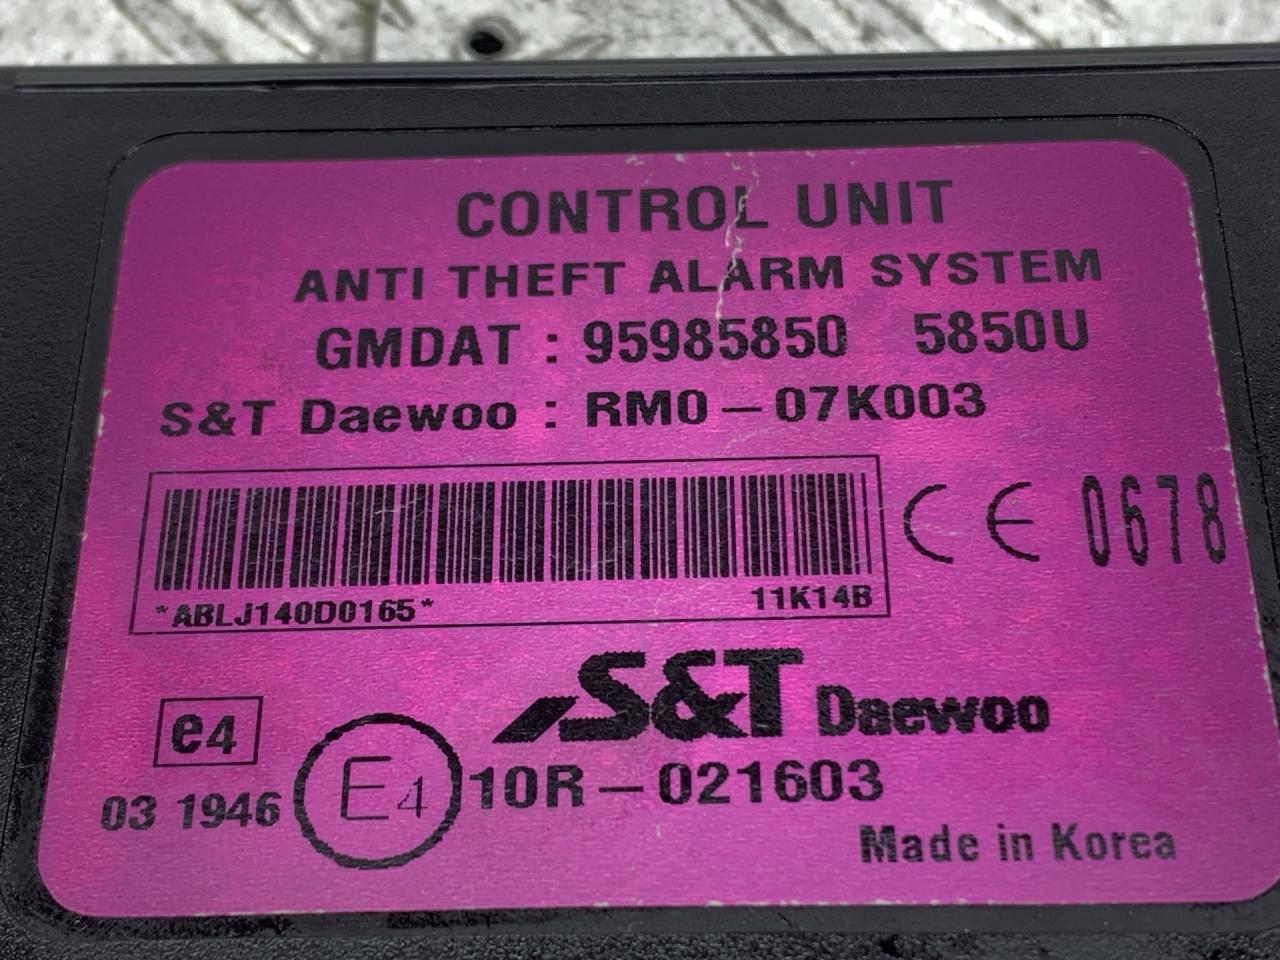 CONTROL UNIT
ANTI THEFT ALARM SYSTEM
GMDAT : 95985850 5850U
S&T Daewoo : RM0-07K003
*ABLJ140D0165* 11K14B
CE 0678
S&T Daewoo
e4
03 1946 E4 10R-021603
Made in Korea